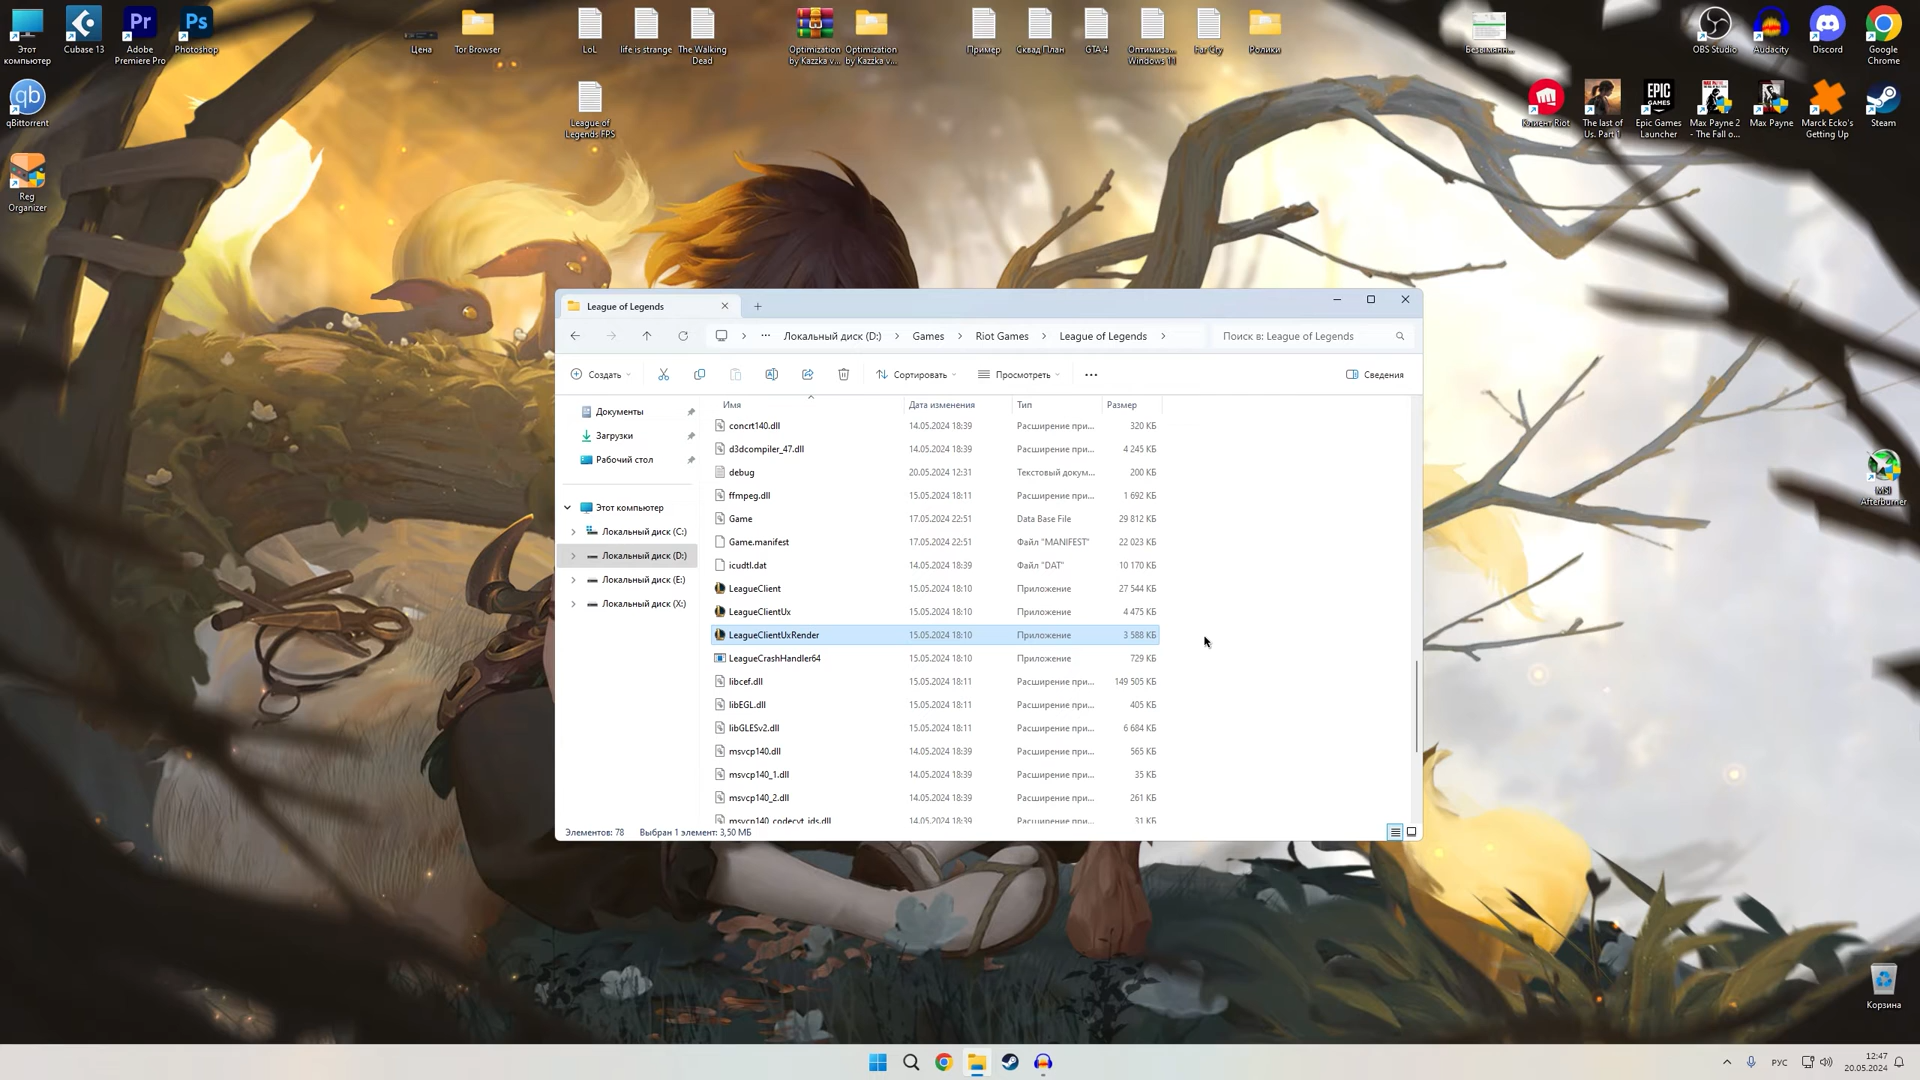 Этот
компьютер
Cubase 13
Adobe
Premiere Pro
Photoshop
Цена
Tor Browser
LoL
life is strange
The Walking
Dead
Optimization
by Kazzka v...
Optimization
by Kazzka v...
Пример
Сквад План
GTA 4
Оптимиза...
Windows 11
Far Cry
Ролики
Безымянн...
OBS Studio
Audacity
Discord
Google
Chrome
qBittorrent
League of
Legends FPS
Клиент Riot
The last of
Us. Part 1
Epic Games
Launcher
Max Payne 2
- The Fall o...
Max Payne
Marck Ecko's
Getting Up
Steam
Reg
Organizer
MSI
Afterburner
Корзина
League of Legends
Локальный диск (D:)
Games
Riot Games
League of Legends
Поиск в: League of Legends
Создать
Сортировать
Просмотреть
Сведения
Документы
Загрузки
Рабочий стол
Этот компьютер
Локальный диск (C:)
Локальный диск (D:)
Локальный диск (E:)
Локальный диск (X:)
Имя Дата изменения Тип Размер
concrt140.dll 14.05.2024 18:39 Расширение при... 320 КБ
d3dcompiler_47.dll 14.05.2024 18:39 Расширение при... 4 245 КБ
debug 20.05.2024 12:31 Текстовый докум... 200 КБ
ffmpeg.dll 15.05.2024 18:11 Расширение при... 1 692 КБ
Game 17.05.2024 22:51 Data Base File 29 812 КБ
Game.manifest 17.05.2024 22:51 Файл "MANIFEST" 22 023 КБ
icudtl.dat 14.05.2024 18:39 Файл "DAT" 10 170 КБ
LeagueClient 15.05.2024 18:10 Приложение 27 544 КБ
LeagueClientUx 15.05.2024 18:10 Приложение 4 475 КБ
LeagueClientUxRender 15.05.2024 18:10 Приложение 3 588 КБ
LeagueCrashHandler64 15.05.2024 18:10 Приложение 729 КБ
libcef.dll 15.05.2024 18:11 Расширение при... 149 505 КБ
libEGL.dll 15.05.2024 18:11 Расширение при... 405 КБ
libGLESv2.dll 15.05.2024 18:11 Расширение при... 6 684 КБ
msvcp140.dll 14.05.2024 18:39 Расширение при... 565 КБ
msvcp140_1.dll 14.05.2024 18:39 Расширение при... 35 КБ
msvcp140_2.dll 14.05.2024 18:39 Расширение при... 261 КБ
msvcp140_codecvt_ids.dll 14.05.2024 18:39 Расширение при... 31 КБ
Элементов: 78 Выбран 1 элемент: 3,50 МБ
РУС
12:47
20.05.2024